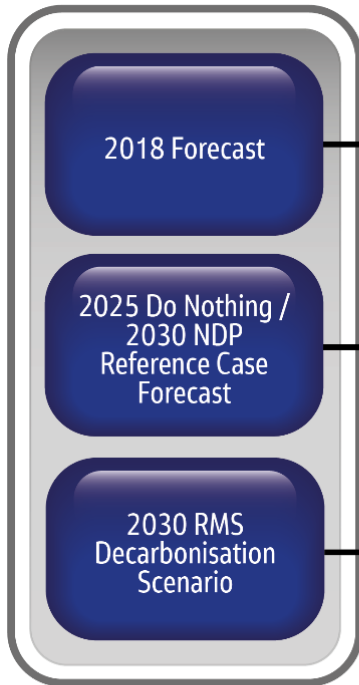 2018 Forecast
2025 Do Nothing /
2030 NDP
Reference Case
Forecast
2030 RMS
Decarbonisation
Scenario